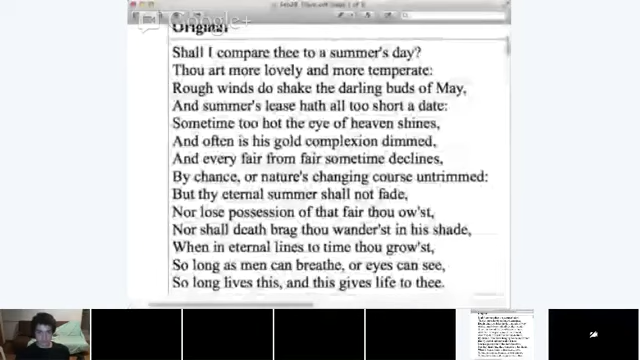 Google+
Original
Shall I compare thee to a summer's day?
Thou art more lovely and more temperate:
Rough winds do shake the darling buds of May,
And summer's lease hath all too short a date:
Sometime too hot the eye of heaven shines,
And often is his gold complexion dimmed,
And every fair from fair sometime declines,
By chance, or nature's changing course untrimmed:
But thy eternal summer shall not fade,
Nor lose possession of that fair thou ow'st,
Nor shall death brag thou wander'st in his shade,
When in eternal lines to time thou grow'st,
So long as men can breathe, or eyes can see,
So long lives this, and this gives life to thee.